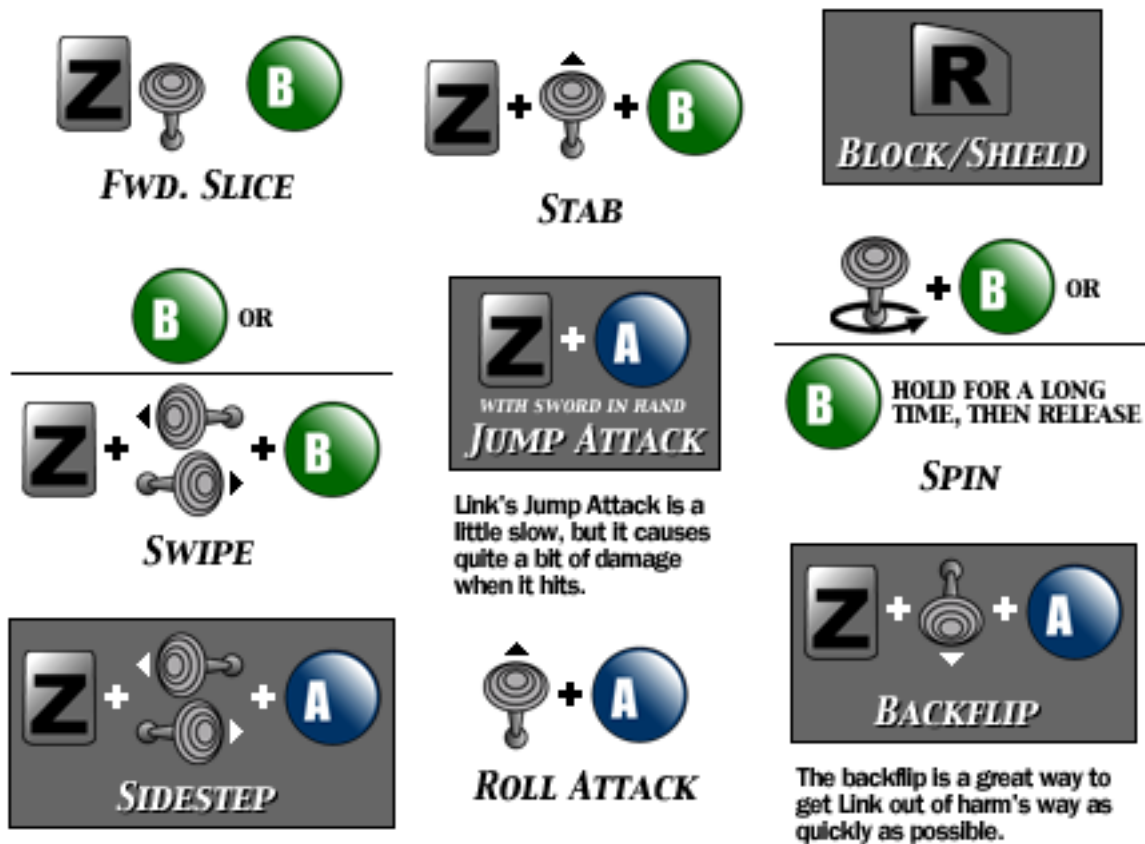 Z B
FWD. SLICE
Z + + B
STAB
R
BLOCK/SHIELD
B OR
Z + + B
SWIPE
Z + A
WITH SWORD IN HAND
JUMP ATTACK
Link's Jump Attack is a
little slow, but it causes
quite a bit of damage
when it hits.
+ B OR
B HOLD FOR A LONG
TIME, THEN RELEASE
SPIN
Z + + A
SIDESTEP
+ A
ROLL ATTACK
Z + + A
BACKFLIP
The backflip is a great way to
get Link out of harm's way as
quickly as possible.